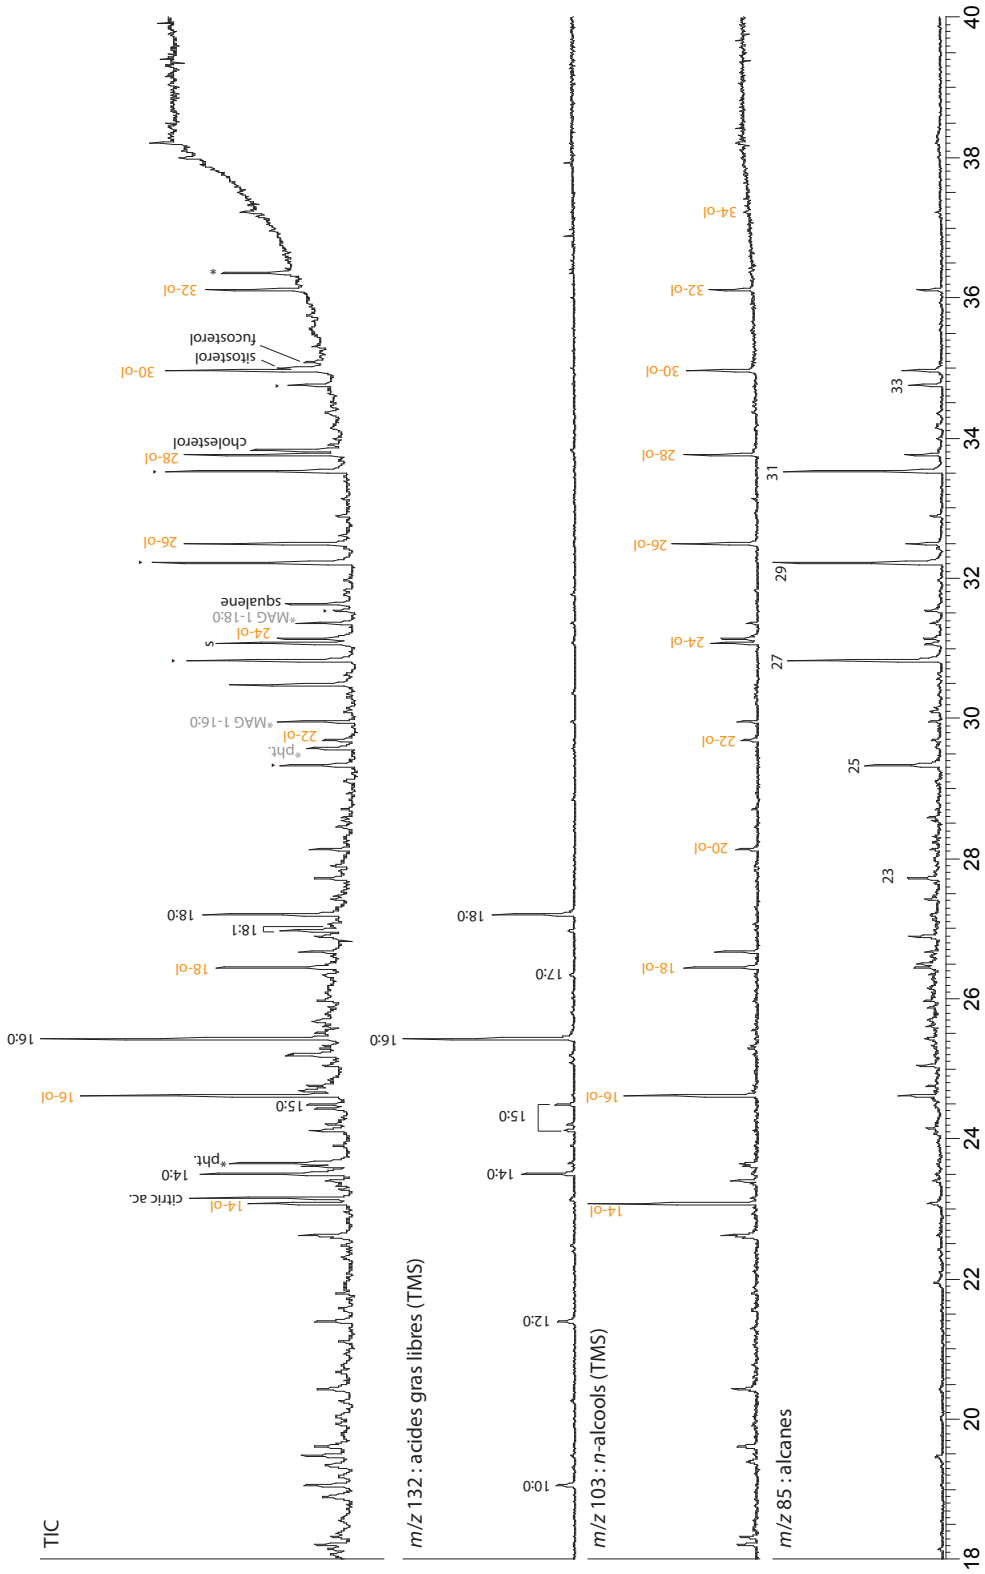 TIC
citric ac.
14-ol
14:0
*pht.
15:0
16-ol
16:0
18-ol
18:1
18:0
*pht.
22-ol
*MAG 1-16:0
s
24-ol
*MAG 1-18:0
squalene
26-ol
28-ol
cholesterol
30-ol
sitosterol
fucosterol
32-ol
*
m/z 132 : acides gras libres (TMS)
10:0
12:0
14:0
15:0
16:0
17:0
18:0
m/z 103 : n-alcools (TMS)
14-ol
16-ol
18-ol
20-ol
22-ol
24-ol
26-ol
28-ol
30-ol
32-ol
34-ol
m/z 85 : alcanes
23
25
27
29
31
33
18 20 22 24 26 28 30 32 34 36 38 40